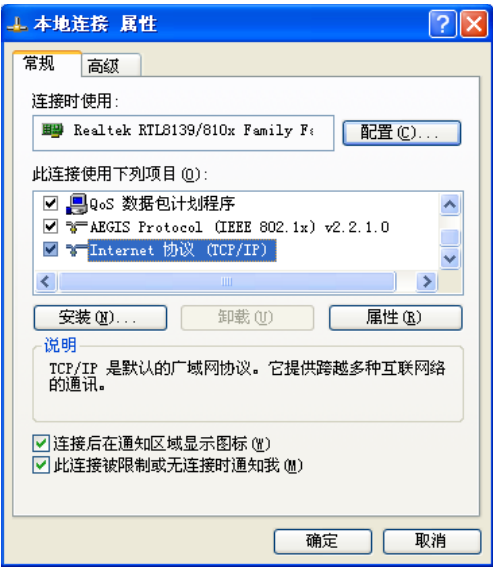 本地连接 属性
常规 高级
连接时使用:
Realtek RTL8139/810x Family Fa
配置(C)...
此连接使用下列项目(O):
QoS 数据包计划程序
AEGIS Protocol (IEEE 802.1x) v2.2.1.0
Internet 协议 (TCP/IP)
安装(N)... 卸载(U) 属性(R)
说明
TCP/IP 是默认的广域网协议。它提供跨越多种互联网络
的通讯。
连接后在通知区域显示图标(W)
此连接被限制或无连接时通知我(M)
确定 取消